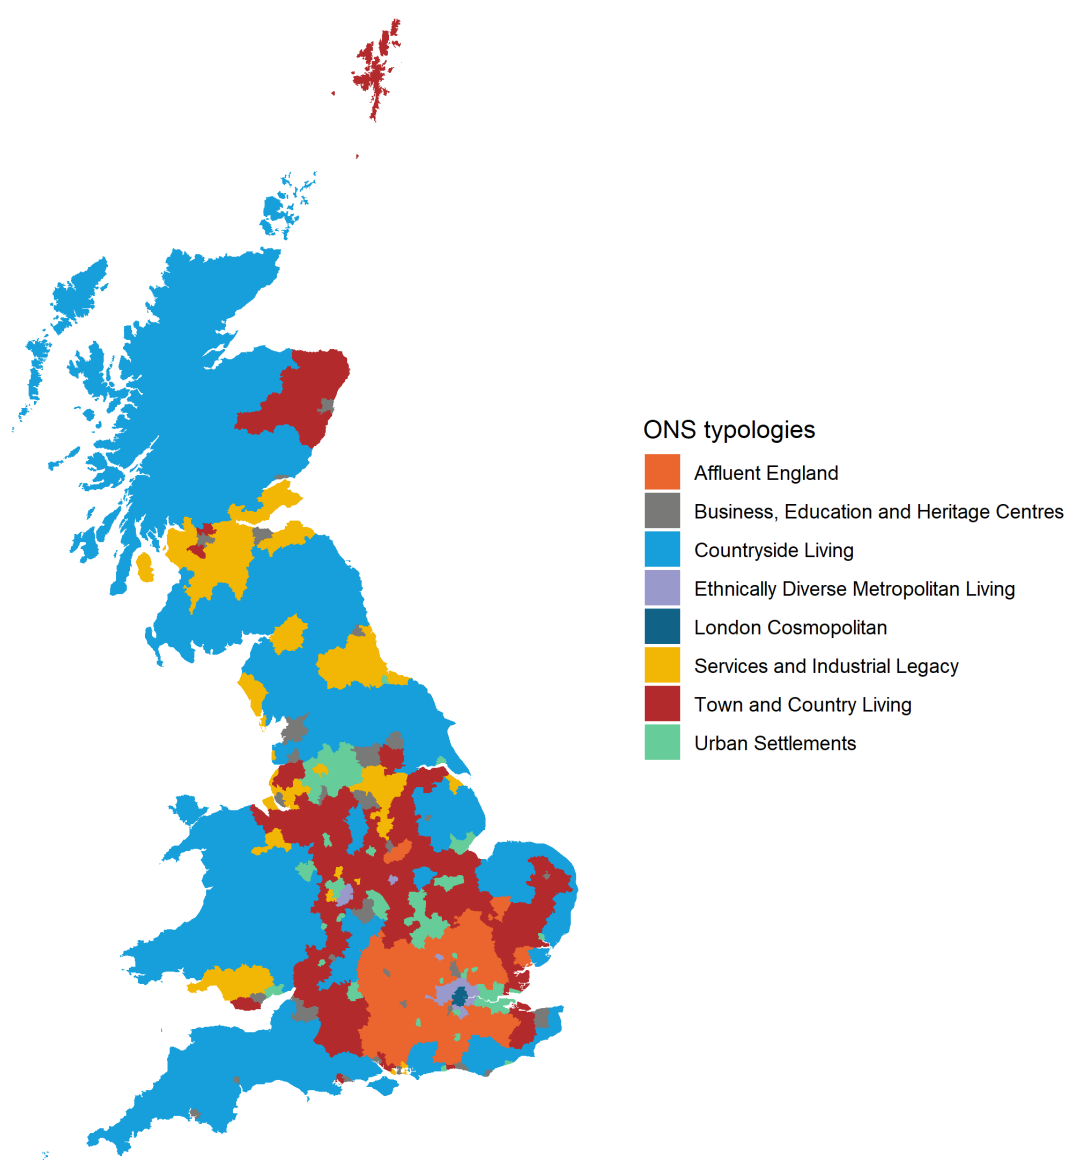 ONS typologies
Affluent England
Business, Education and Heritage Centres
Countryside Living
Ethnically Diverse Metropolitan Living
London Cosmopolitan
Services and Industrial Legacy
Town and Country Living
Urban Settlements